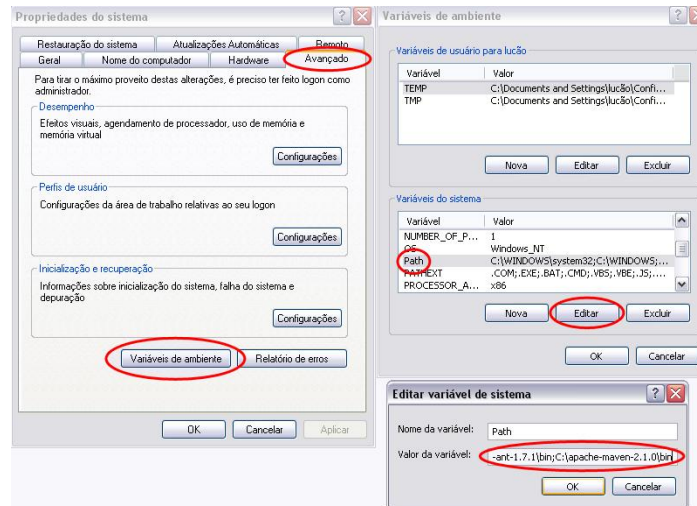 Propriedades do sistema
Restauração do sistema
Atualizações Automáticas
Remoto
Geral
Nome do computador
Hardware
Avançado
Para tirar o máximo proveito destas alterações, é preciso ter feito logon como
administrador.
Desempenho
Efeitos visuais, agendamento de processador, uso de memória e
memória virtual
Configurações
Perfis de usuário
Configurações da área de trabalho relativas ao seu logon
Configurações
Inicialização e recuperação
Informações sobre inicialização do sistema, falha do sistema e
depuração
Configurações
Variáveis de ambiente
Relatório de erros
OK
Cancelar
Aplicar
Variáveis de ambiente
Variáveis de usuário para lucão
Variável Valor
TEMP C:\Documents and Settings\lucão\Confi...
TMP C:\Documents and Settings\lucão\Confi...
Nova
Editar
Excluir
Variáveis do sistema
Variável Valor
NUMBER_OF_P... 1
OS Windows_NT
Path C:\WINDOWS\system32;C:\WINDOWS;...
PATHEXT .COM;.EXE;.BAT;.CMD;.VBS;.VBE;.JS;....
PROCESSOR_A... x86
Nova
Editar
Excluir
OK
Cancelar
Editar variável de sistema
Nome da variável: Path
Valor da variável: -ant-1.7.1\bin;C:\apache-maven-2.1.0\bin
OK
Cancelar